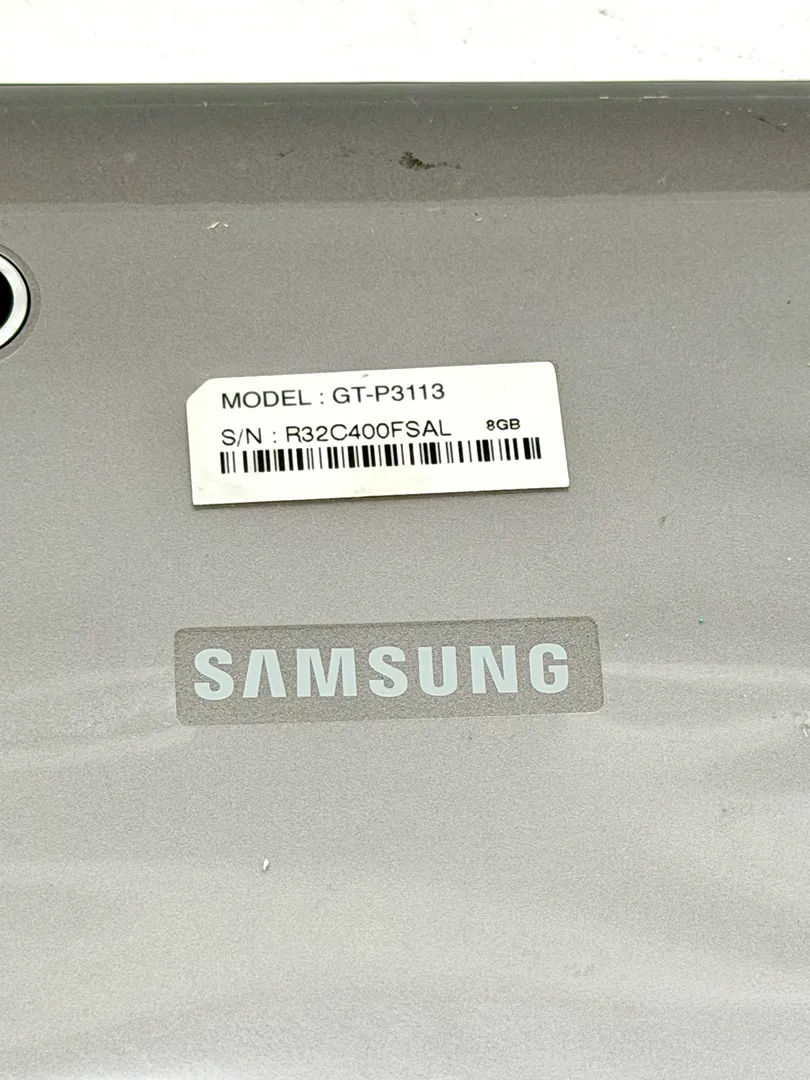 MODEL : GT-P3113
S/N : R32C400FSAL 8GB
SAMSUNG